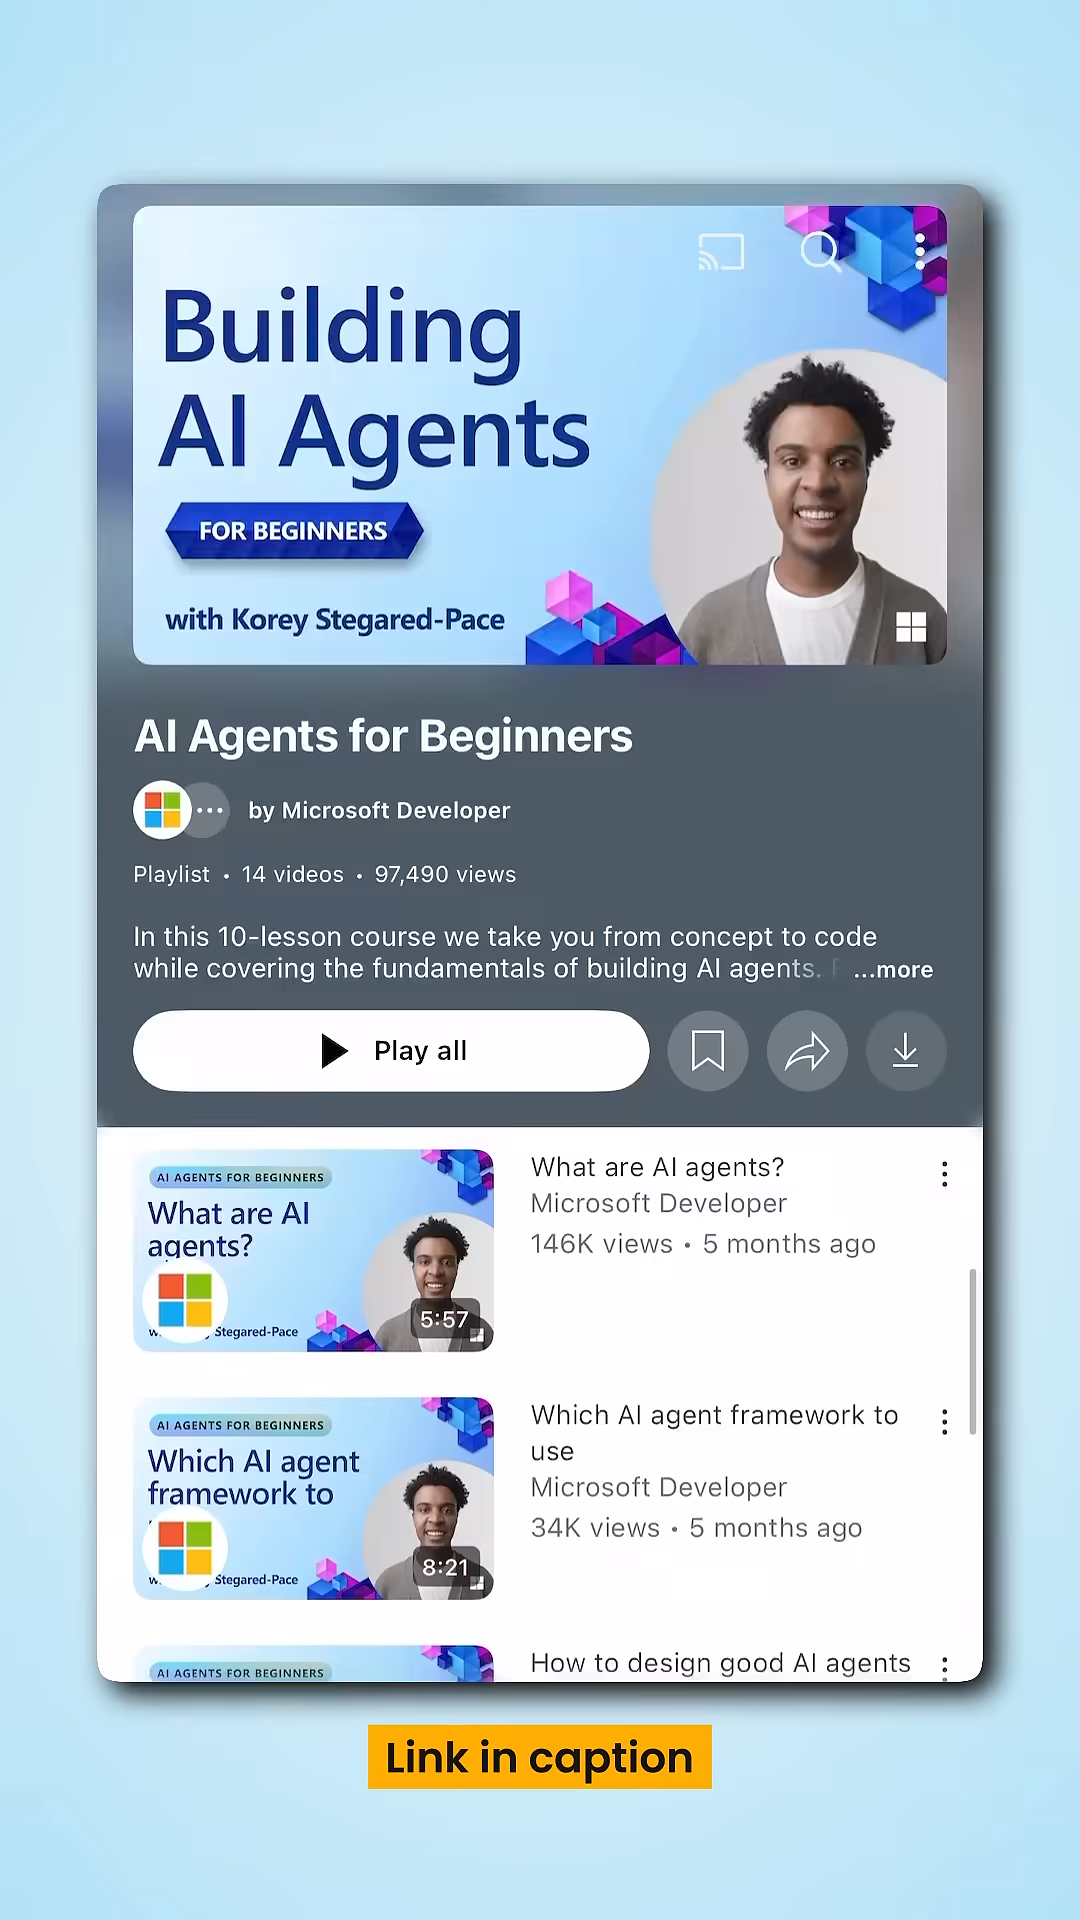 Building
AI Agents
FOR BEGINNERS
with Korey Stegared-Pace
AI Agents for Beginners
by Microsoft Developer
Playlist • 14 videos • 97,490 views
In this 10-lesson course we take you from concept to code
while covering the fundamentals of building AI agents. ...more
Play all
AI AGENTS FOR BEGINNERS
What are AI
agents?
Stegared-Pace
5:57
What are AI agents?
Microsoft Developer
146K views • 5 months ago
AI AGENTS FOR BEGINNERS
Which AI agent
framework to
Stegared-Pace
8:21
Which AI agent framework to
use
Microsoft Developer
34K views • 5 months ago
AI AGENTS FOR BEGINNERS
How to design good AI agents
Link in caption